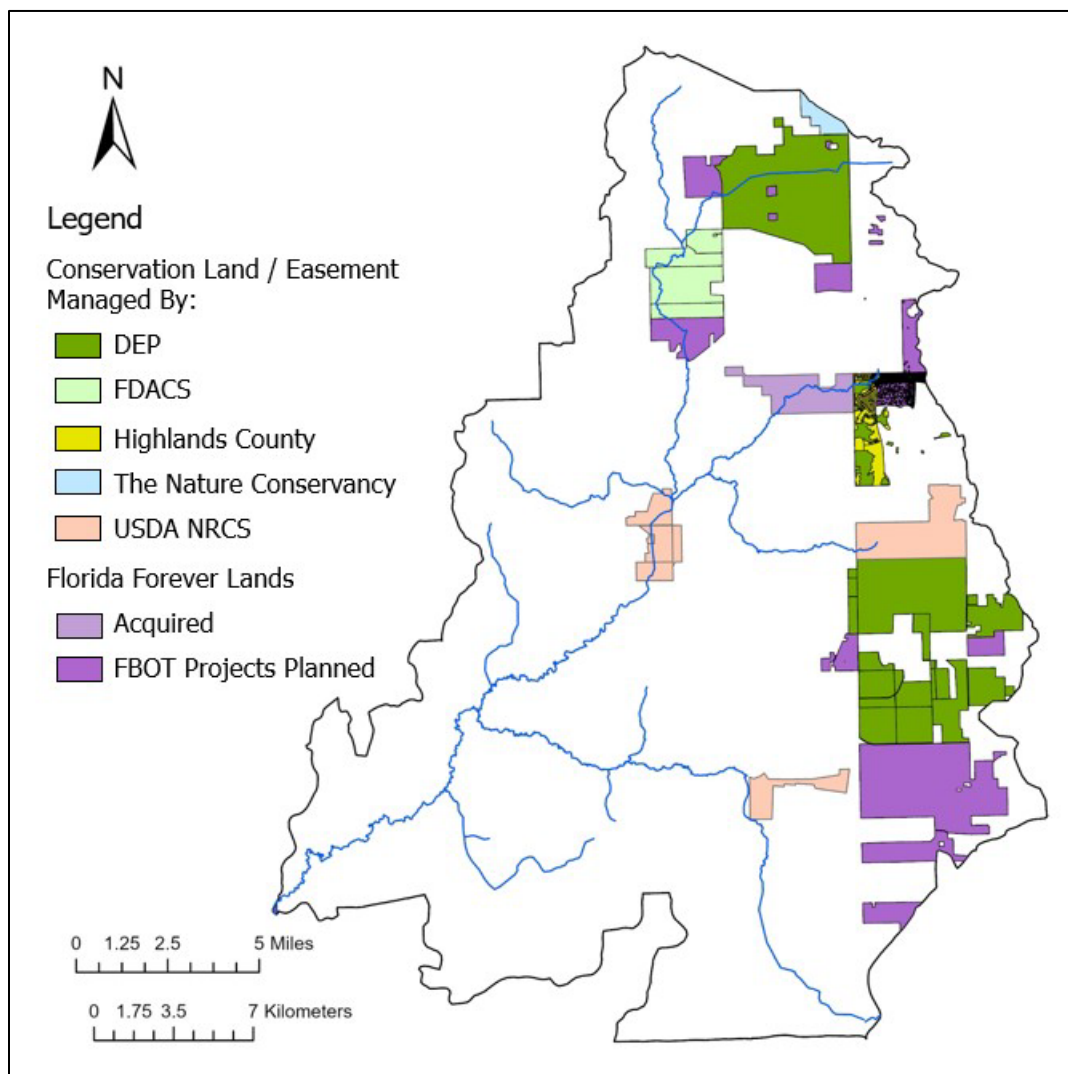 N
Legend
Conservation Land / Easement
Managed By:
DEP
FDACS
Highlands County
The Nature Conservancy
USDA NRCS
Florida Forever Lands
Acquired
FBOT Projects Planned
0 1.25 2.5 5 Miles
0 1.75 3.5 7 Kilometers